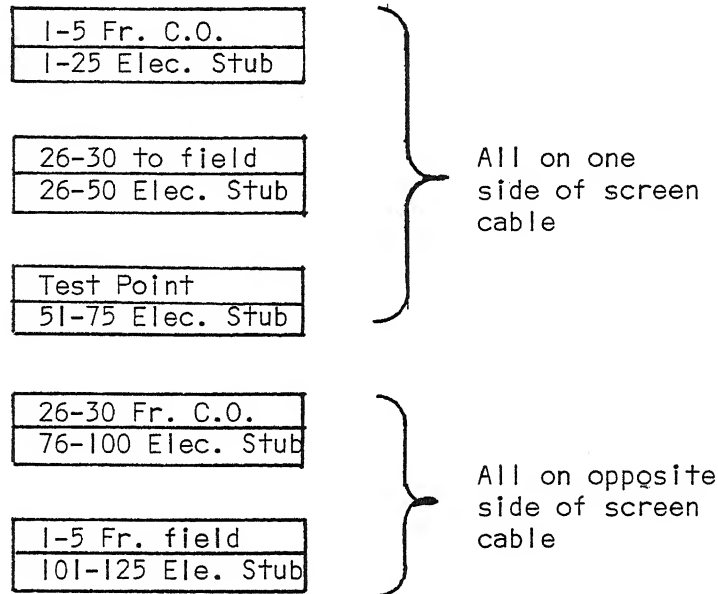 1-5 Fr. C.O.
1-25 Elec. Stub
26-30 to field
26-50 Elec. Stub
Test Point
51-75 Elec. Stub
All on one
side of screen
cable
26-30 Fr. C.O.
76-100 Elec. Stub
1-5 Fr. field
101-125 Ele. Stub
All on opposite
side of screen
cable